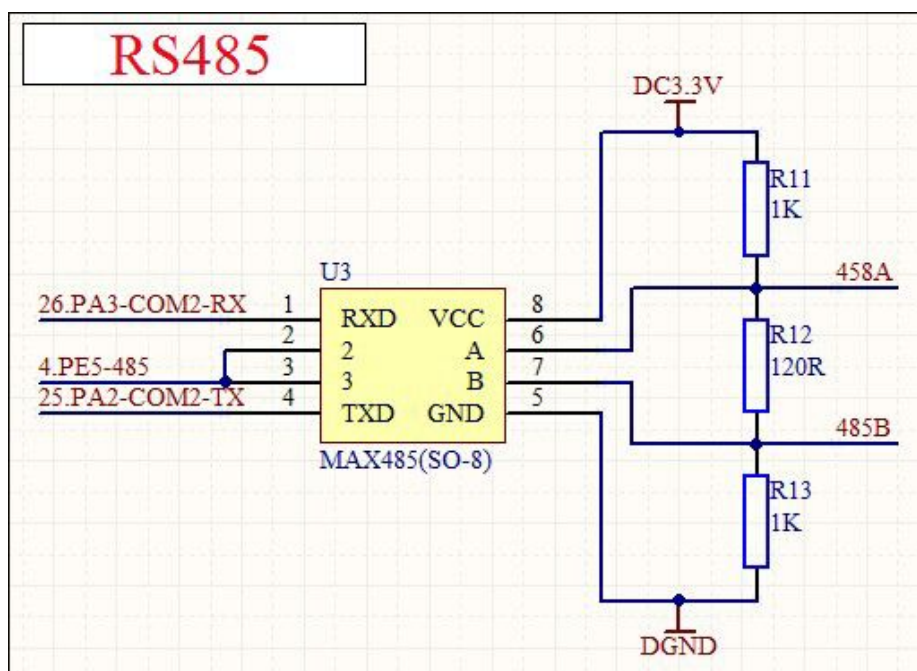 RS485
DC3.3V
R11
1K
U3
458A
26.PA3-COM2-RX
1
RXD
VCC
8
2
2
A
6
R12
120R
4.PE5-485
3
3
B
7
25.PA2-COM2-TX
4
TXD
GND
5
485B
MAX485(SO-8)
R13
1K
DGND